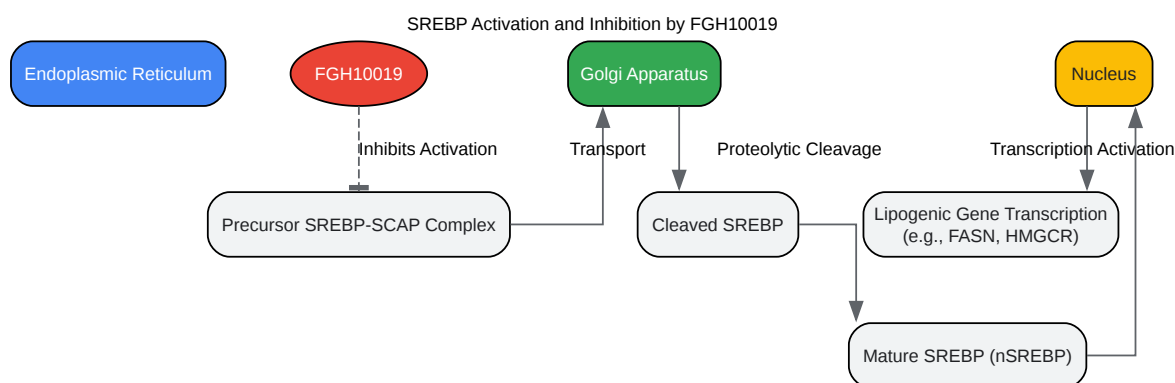 SREBP Activation and Inhibition by FGH10019
Endoplasmic Reticulum
FGH10019
Golgi Apparatus
Nucleus
Inhibits Activation
Transport
Proteolytic Cleavage
Transcription Activation
Precursor SREBP-SCAP Complex
Cleaved SREBP
Lipogenic Gene Transcription
(e.g., FASN, HMGCR)
Mature SREBP (nSREBP)